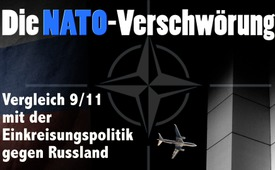 Die NATO-Verschwörung
Vergleich 9/11
mit der
Einkreisungspolitik
gegen Russland